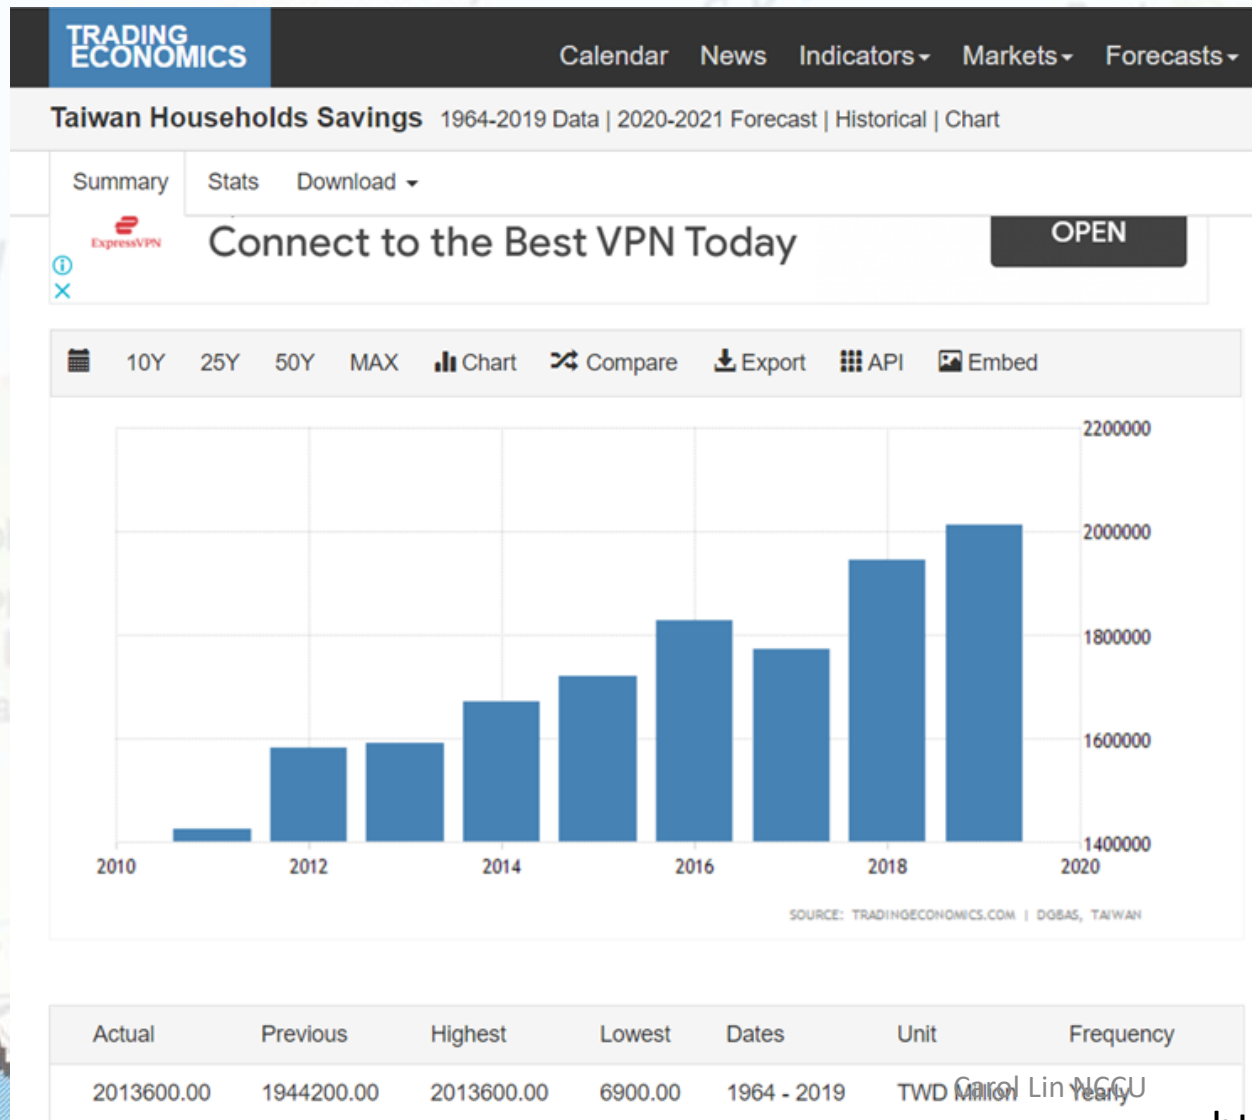 TRADING
ECONOMICS
Calendar News Indicators Markets Forecasts
Taiwan Households Savings 1964-2019 Data | 2020-2021 Forecast | Historical | Chart
Summary Stats Download
ExpressVPN
Connect to the Best VPN Today
OPEN
10Y 25Y 50Y MAX Chart Compare Export API Embed
2200000
2000000
1800000
1600000
1400000
2010 2012 2014 2016 2018 2020
SOURCE: TRADINGECONOMICS.COM | DGBAS, TAIWAN
Actual Previous Highest Lowest Dates Unit Frequency
2013600.00 1944200.00 2013600.00 6900.00 1964 - 2019 TWD Million Yearly
Carol Lin NCCU